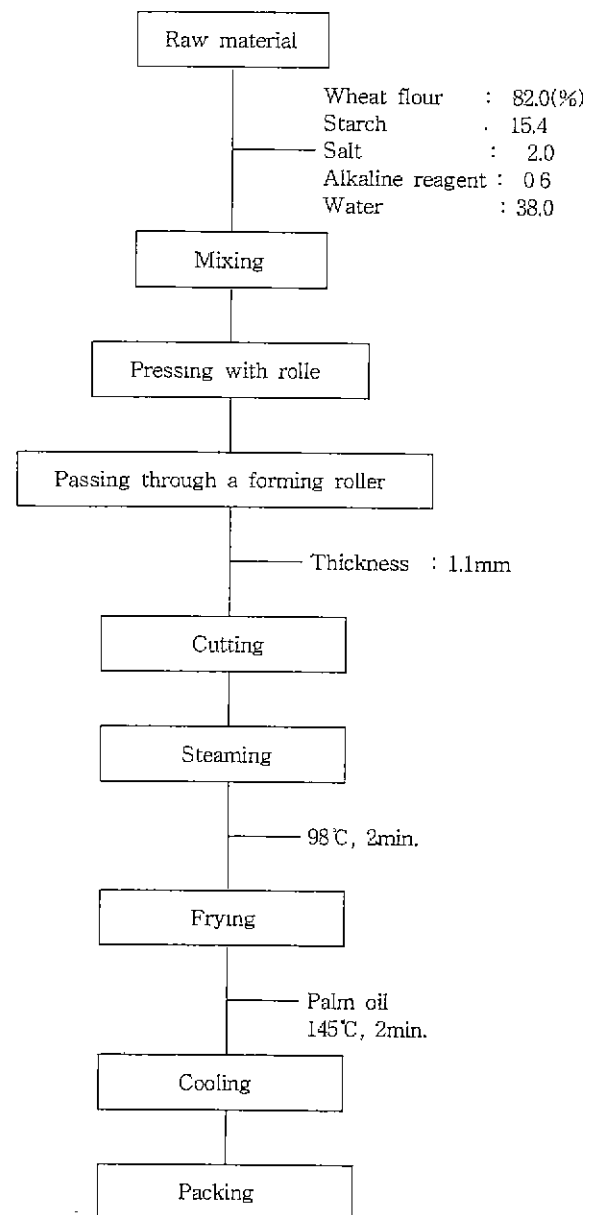 Raw material
Wheat flour : 82.0(%)
Starch . 15.4
Salt : 2.0
Alkaline reagent : 0 6
Water : 38.0
Mixing
Pressing with rolle
Passing through a forming roller
Thickness : 1.1mm
Cutting
Steaming
98℃, 2min.
Frying
Palm oil
145℃, 2min.
Cooling
Packing